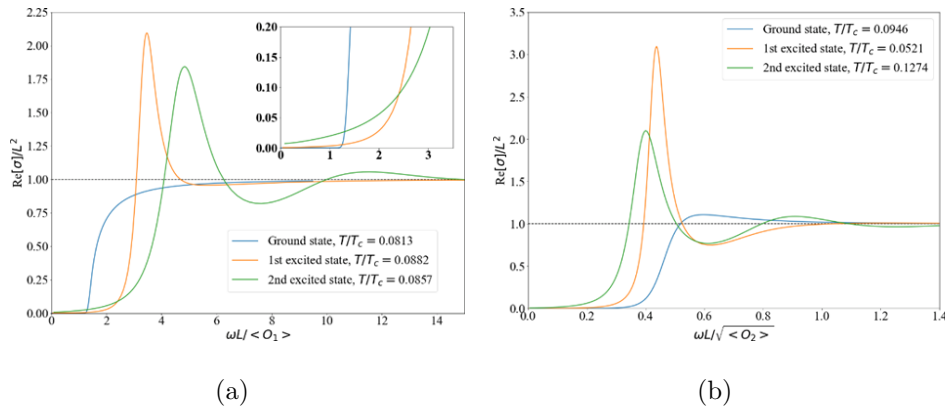 2.25
2.00
1.75
1.50
1.25
1.00
0.75
0.50
0.25
0.00
Re[σ]/L²
0.20
0.15
0.10
0.05
0.00
1 2 3
Ground state, T/T_c = 0.0813
1st excited state, T/T_c = 0.0882
2nd excited state, T/T_c = 0.0857
0 2 4 6 8 10 12 14
ωL/<O₁>
(a)
3.5
3.0
2.5
2.0
1.5
1.0
0.5
0.0
Re[σ]/L²
Ground state, T/T_c = 0.0946
1st excited state, T/T_c = 0.0521
2nd excited state, T/T_c = 0.1274
0.0 0.2 0.4 0.6 0.8 1.0 1.2 1.4
ωL/√<O₂>
(b)